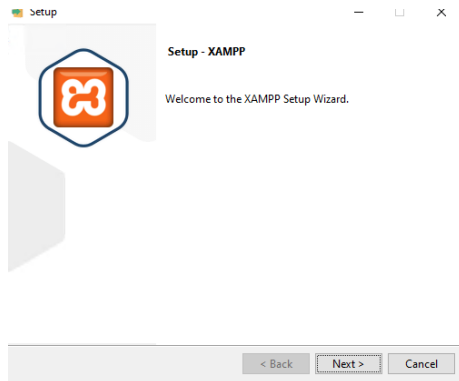 Setup
Setup - XAMPP
Welcome to the XAMPP Setup Wizard.
< Back
Next >
Cancel